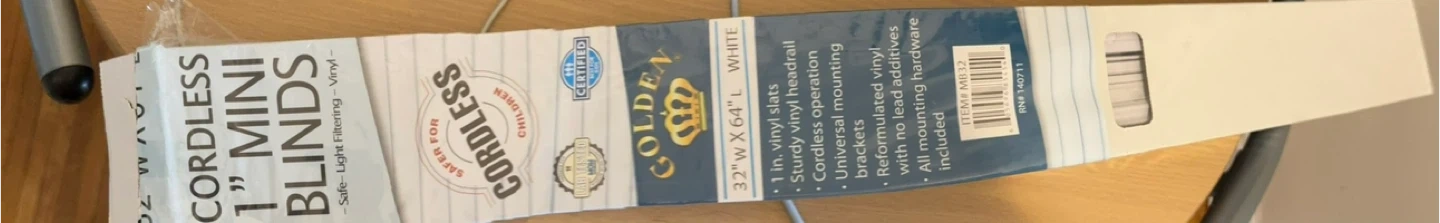 CORDLESS
1" MINI
BLINDS
– Safe– Light Filtering – Vinyl –
SAFER FOR
CORDLESS
CHILDREN
CERTIFIED
GOLDEN
32" W X 64" L WHITE
• 1 in. vinyl slats
• Sturdy vinyl headrail
• Cordless operation
• Universal mounting
brackets
• Reformulated vinyl
with no lead additives
• All mounting hardware
included
ITEM# MB32
RN# 140711